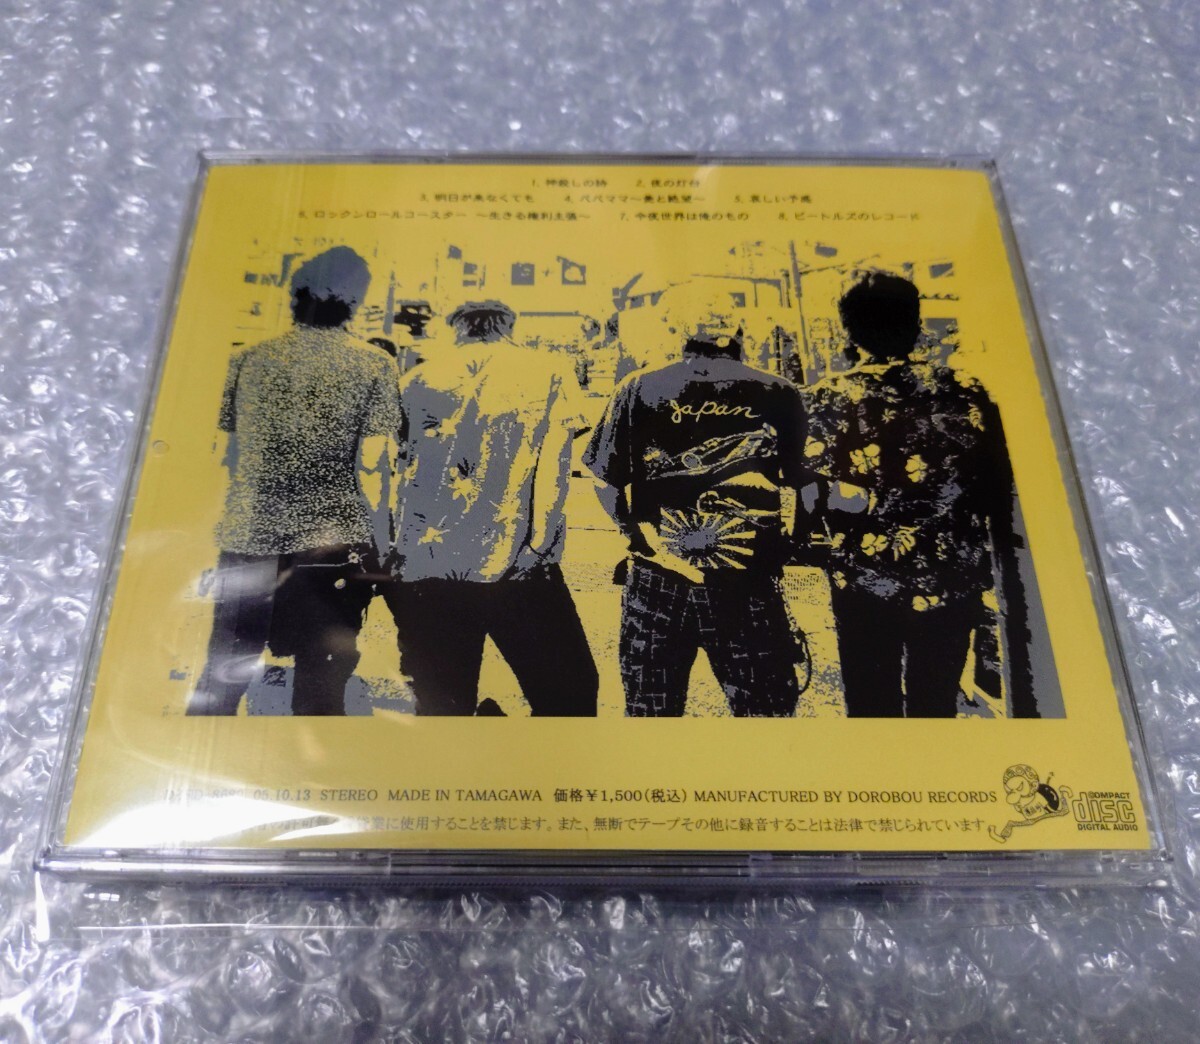 1. 神殺しの詩 2. 夜の灯台
3. 明日が来なくても 4. パパママ〜美と絶望〜 5. 哀しい予感
6. ロックンロールコースター 〜生きる権利主張〜 7. 今夜世界は俺のもの 8. ビートルズのレコード
Japan
05.10.13 STEREO MADE IN TAMAGAWA 価格￥1,500(税込) MANUFACTURED BY DOROBOU RECORDS
に使用することを禁じます。また、無断でテープその他に録音することは法律で禁じられています。
COMPACT
disc
DIGITAL AUDIO